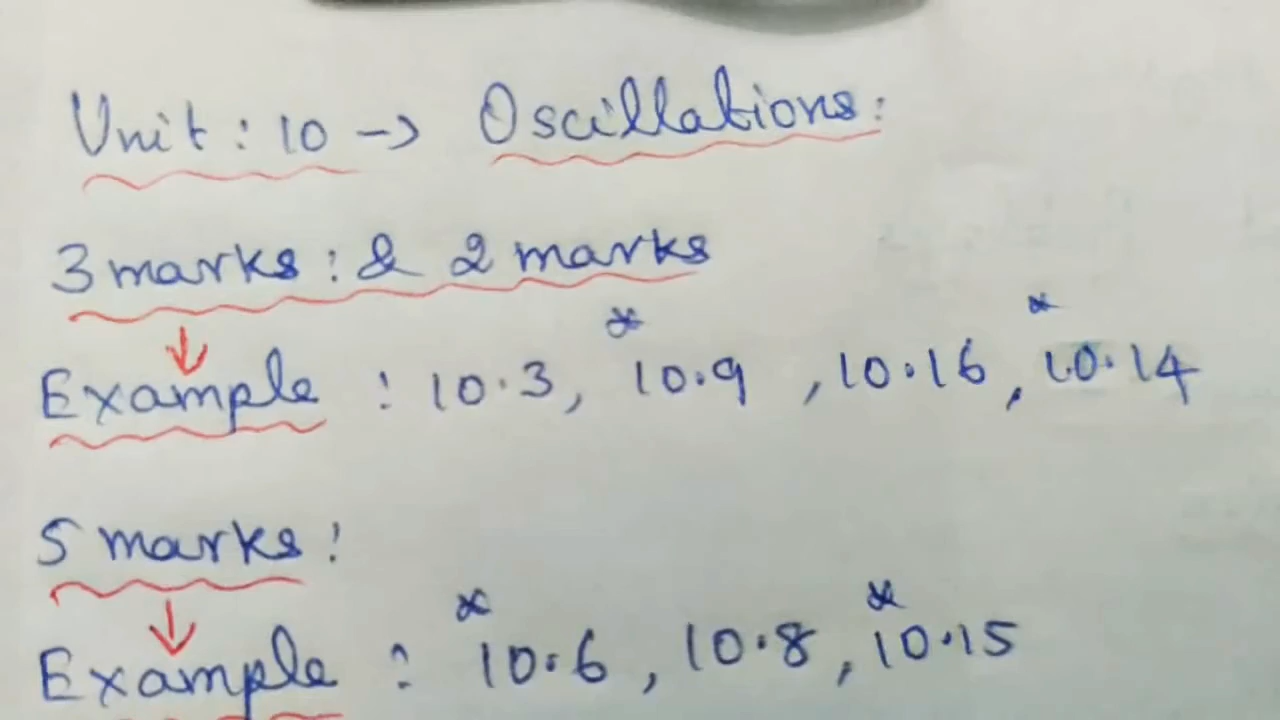 Unit : 10 -> Oscillations :
3 marks : & 2 marks
Example : 10.3, *10.9, 10.16, *10.14
5 marks :
Example : *10.6, 10.8, *10.15